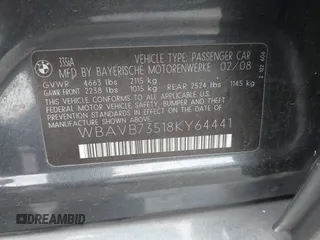 335iA VEHICLE TYPE: PASSENGER CAR
MFD BY BAYERISCHE MOTORENWERKE 02/08
GVWR 4663 lbs 2115 kg
GAWR FRONT 2238 lbs 1015 kg REAR 2524 lbs 1145 kg
THIS VEHICLE CONFORMS TO ALL APPLICABLE
FEDERAL MOTOR VEHICLE SAFETY, BUMPER, AND
THEFT PREVENTION STANDARDS IN EFFECT ON THE
DATE OF MANUFACTURE SHOWN ABOVE.
WBAVB73518KY64441
DREAMBID